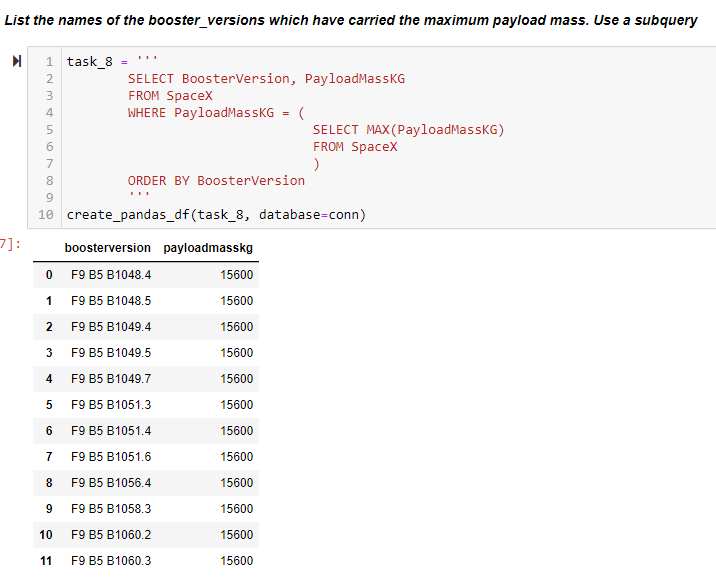 List the names of the booster_versions which have carried the maximum payload mass. Use a subquery
1 task_8 = '''
2 SELECT BoosterVersion, PayloadMassKG
3 FROM SpaceX
4 WHERE PayloadMassKG = (
5 SELECT MAX(PayloadMassKG)
6 FROM SpaceX
7 )
8 ORDER BY BoosterVersion
9 '''
10 create_pandas_df(task_8, database=conn)
7]:
boosterversion payloadmasskg
0 F9 B5 B1048.4 15600
1 F9 B5 B1048.5 15600
2 F9 B5 B1049.4 15600
3 F9 B5 B1049.5 15600
4 F9 B5 B1049.7 15600
5 F9 B5 B1051.3 15600
6 F9 B5 B1051.4 15600
7 F9 B5 B1051.6 15600
8 F9 B5 B1056.4 15600
9 F9 B5 B1058.3 15600
10 F9 B5 B1060.2 15600
11 F9 B5 B1060.3 15600